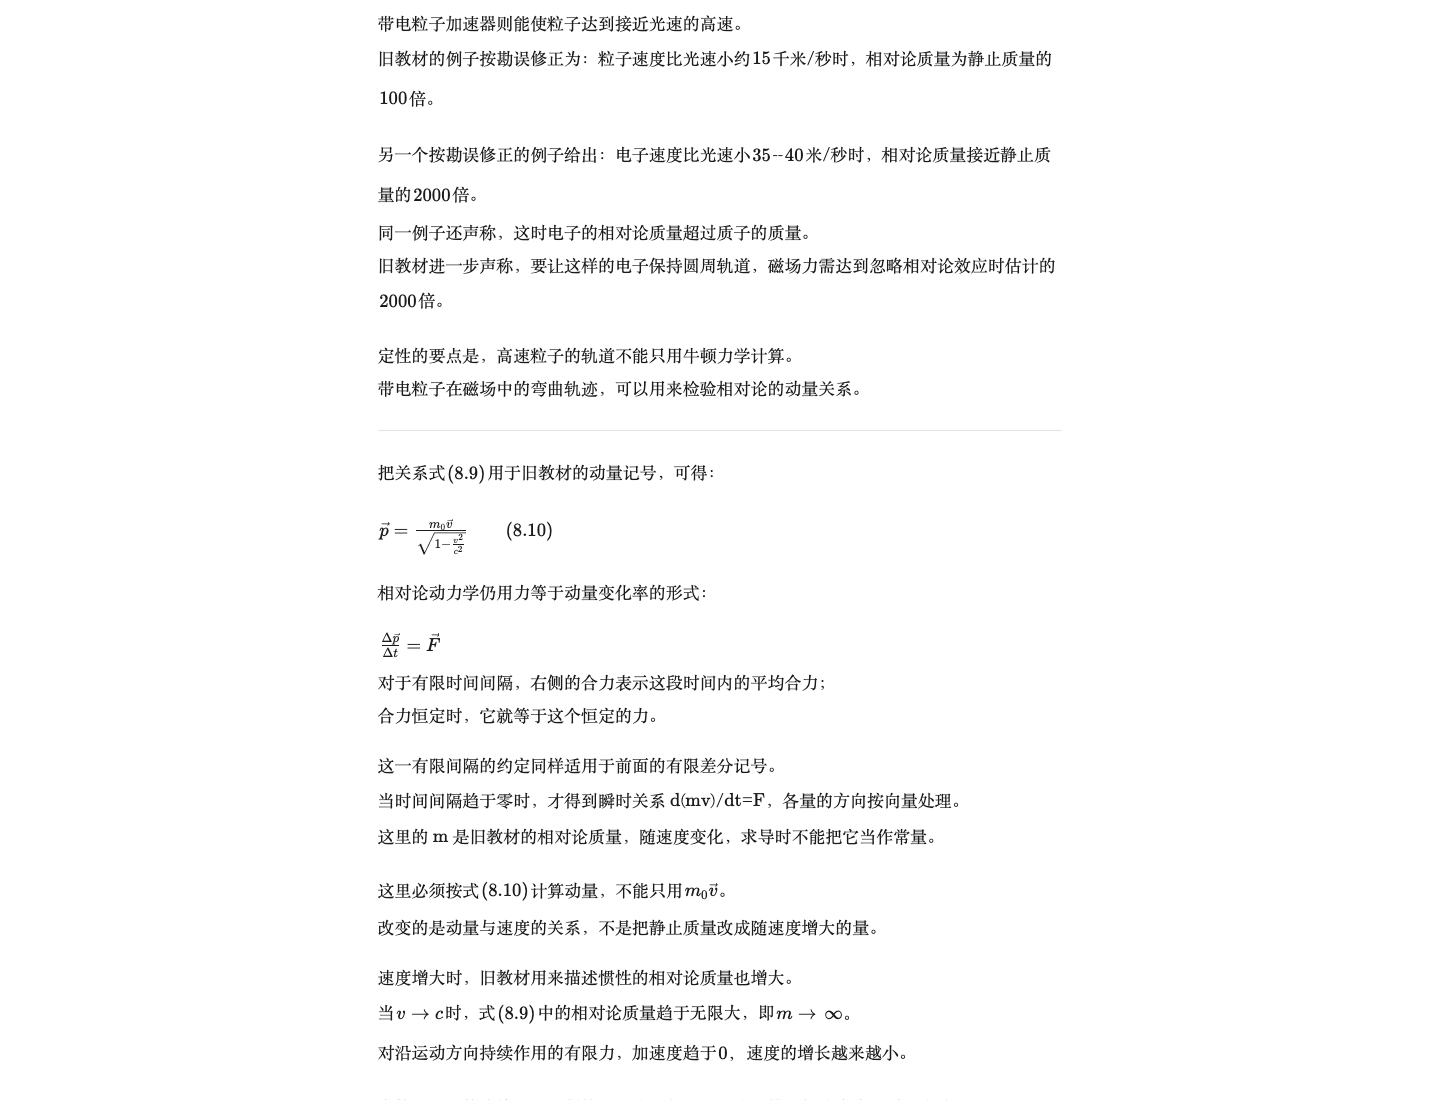 带电粒子加速器则能使粒子达到接近光速的高速。
旧教材的例子按勘误修正为：粒子速度比光速小约15千米/秒时，相对论质量为静止质量的
100倍。
另一个按勘误修正的例子给出：电子速度比光速小35--40米/秒时，相对论质量接近静止质
量的2000倍。
同一例子还声称，这时电子的相对论质量超过质子的质量。
旧教材进一步声称，要让这样的电子保持圆周轨道，磁场力需达到忽略相对论效应时估计的
2000倍。
定性的要点是，高速粒子的轨道不能只用牛顿力学计算。
带电粒子在磁场中的弯曲轨迹，可以用来检验相对论的动量关系。
把关系式(8.9)用于旧教材的动量记号，可得：
$\vec{p} = \frac{m_0\vec{v}}{\sqrt{1-\frac{v^2}{c^2}}}$ (8.10)
相对论动力学仍用力等于动量变化率的形式：
$\frac{\Delta\vec{p}}{\Delta t} = \vec{F}$
对于有限时间间隔，右侧的合力表示这段时间内的平均合力；
合力恒定时，它就等于这个恒定的力。
这一有限间隔的约定同样适用于前面的有限差分记号。
当时间间隔趋于零时，才得到瞬时关系 d(mv)/dt=F，各量的方向按向量处理。
这里的 m 是旧教材的相对论质量，随速度变化，求导时不能把它当作常量。
这里必须按式(8.10)计算动量，不能只用$m_0\vec{v}$。
改变的是动量与速度的关系，不是把静止质量改成随速度增大的量。
速度增大时，旧教材用来描述惯性的相对论质量也增大。
当v → c时，式(8.9)中的相对论质量趋于无限大，即m → ∞。
对沿运动方向持续作用的有限力，加速度趋于0，速度的增长越来越小。